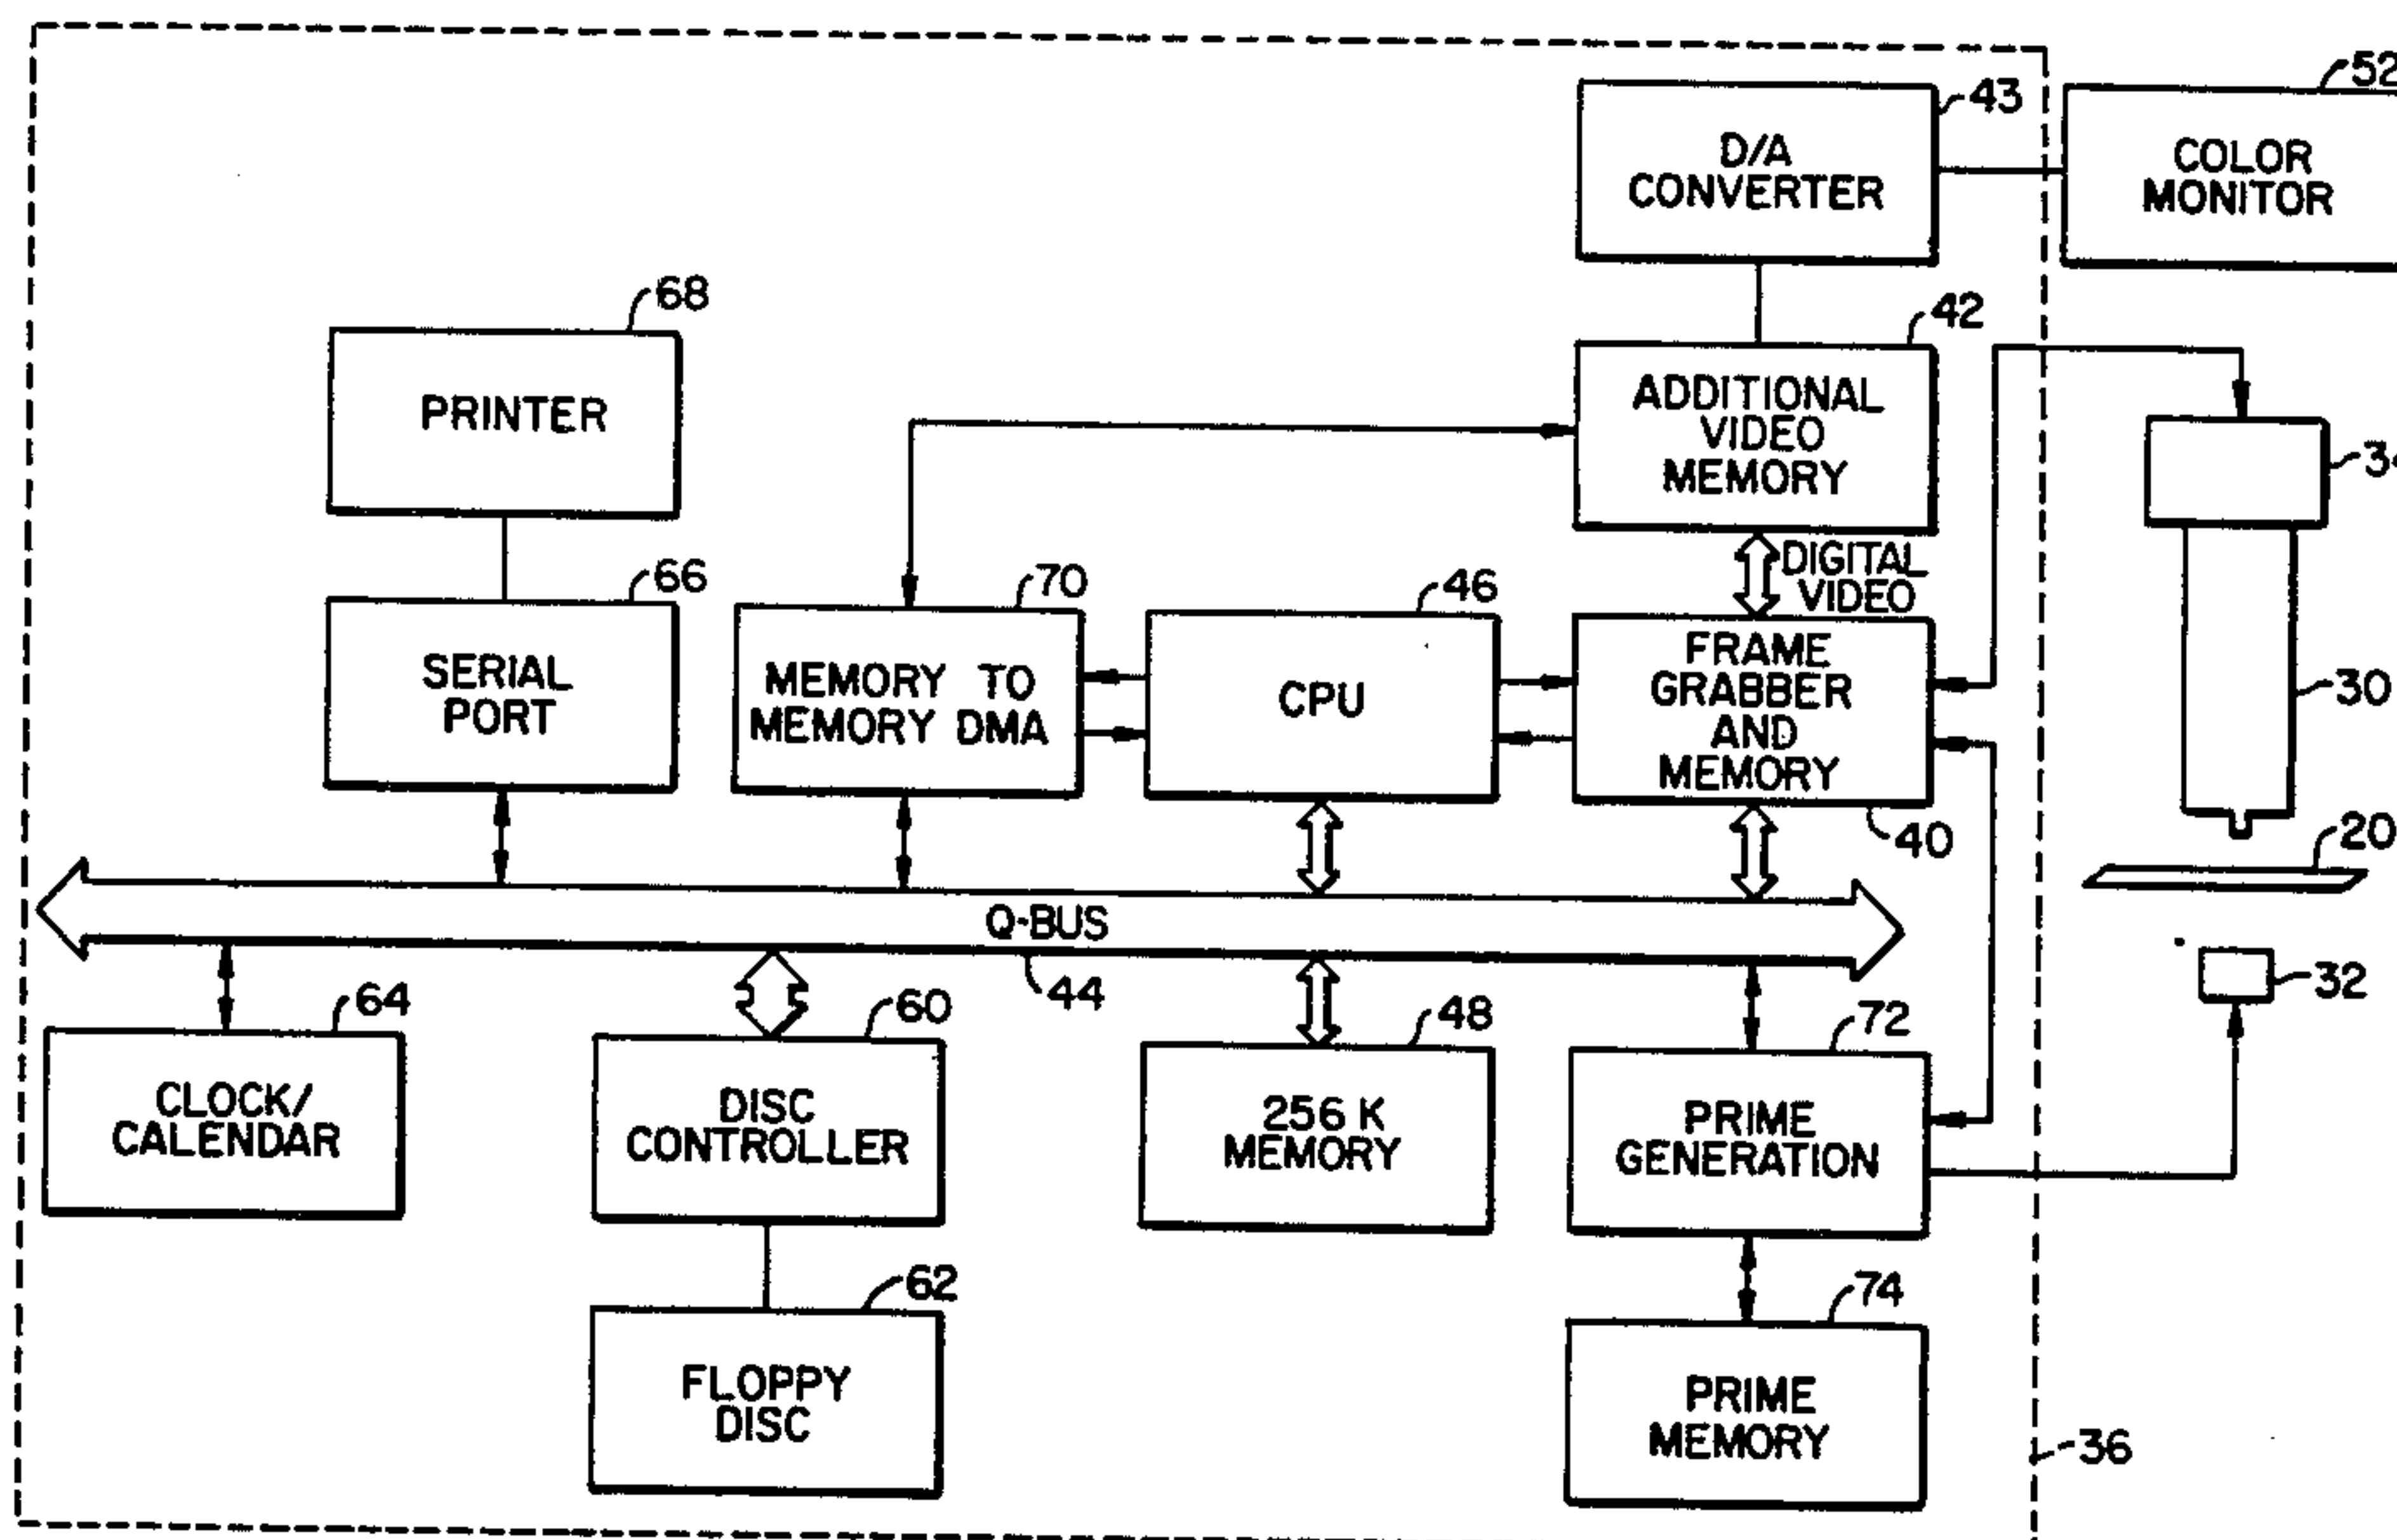 52
43
D/A
CONVERTER
COLOR
MONITOR
68
42
PRINTER
ADDITIONAL
VIDEO
MEMORY
DIGITAL
VIDEO
66
70
46
SERIAL
PORT
MEMORY TO
MEMORY DMA
CPU
FRAME
GRABBER
AND
MEMORY
30
40
20
Q-BUS
44
32
64
60
48
72
CLOCK/
CALENDAR
DISC
CONTROLLER
256 K
MEMORY
PRIME
GENERATION
62
74
FLOPPY
DISC
PRIME
MEMORY
36